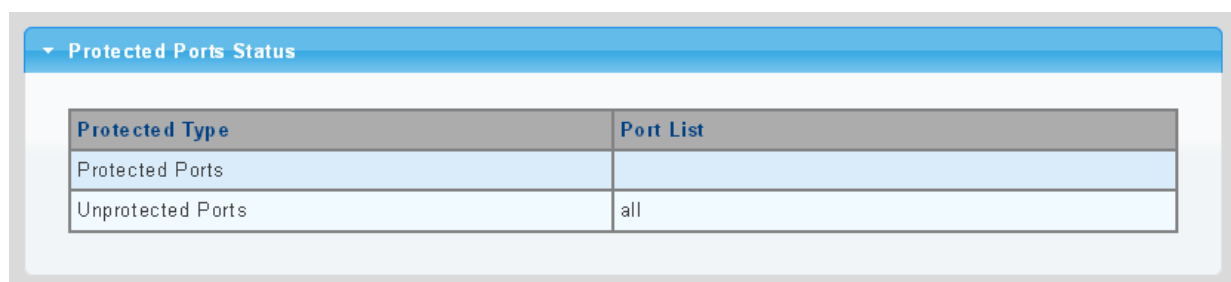 Protected Ports Status
Protected Type Port List
Protected Ports
Unprotected Ports all